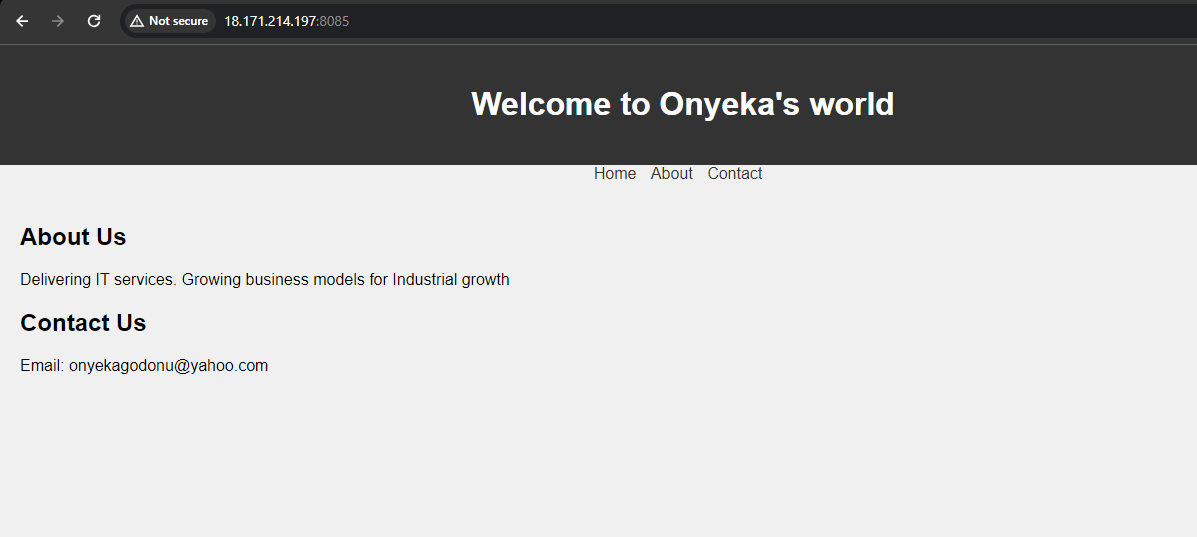 Not secure 18.171.214.197:8085
Welcome to Onyeka's world
Home About Contact
About Us
Delivering IT services. Growing business models for Industrial growth
Contact Us
Email: onyekagodonu@yahoo.com